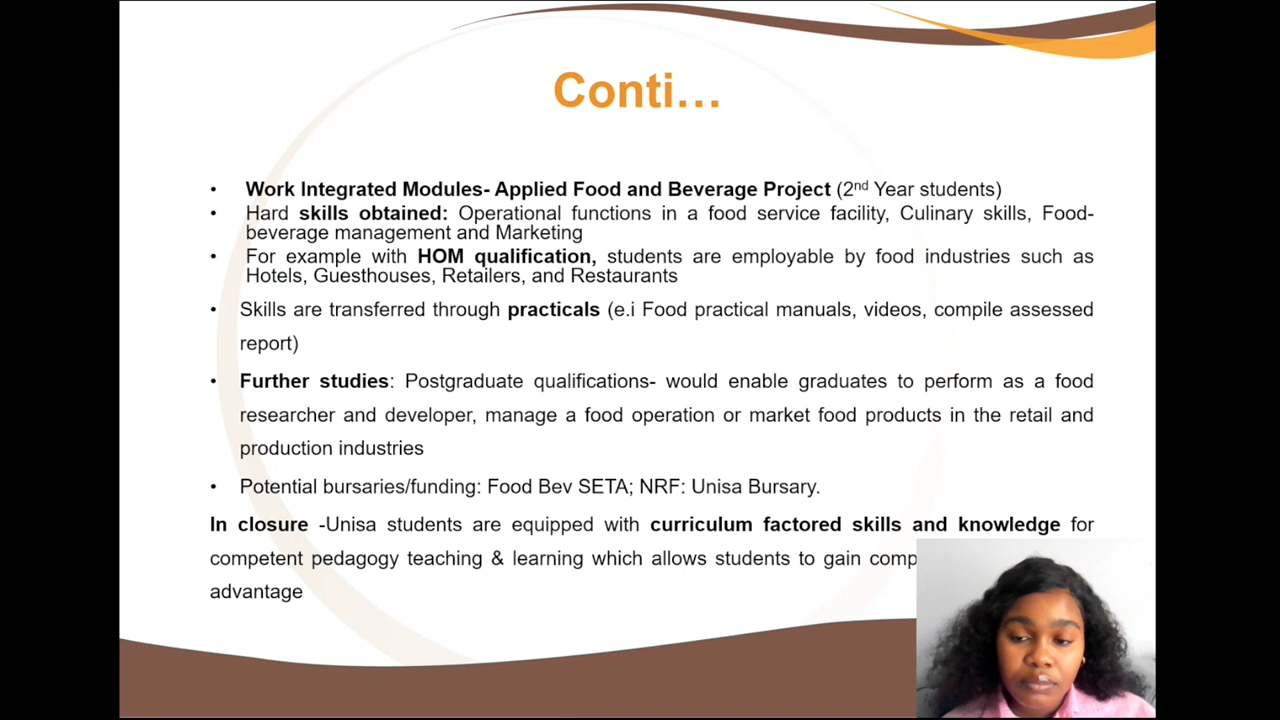 Conti...
• Work Integrated Modules- Applied Food and Beverage Project (2nd Year students)
• Hard skills obtained: Operational functions in a food service facility, Culinary skills, Food-
beverage management and Marketing
• For example with HOM qualification, students are employable by food industries such as
Hotels, Guesthouses, Retailers, and Restaurants
• Skills are transferred through practicals (e.i Food practical manuals, videos, compile assessed
report)
• Further studies: Postgraduate qualifications- would enable graduates to perform as a food
researcher and developer, manage a food operation or market food products in the retail and
production industries
• Potential bursaries/funding: Food Bev SETA; NRF: Unisa Bursary.
In closure -Unisa students are equipped with curriculum factored skills and knowledge for
competent pedagogy teaching & learning which allows students to gain comp
advantage